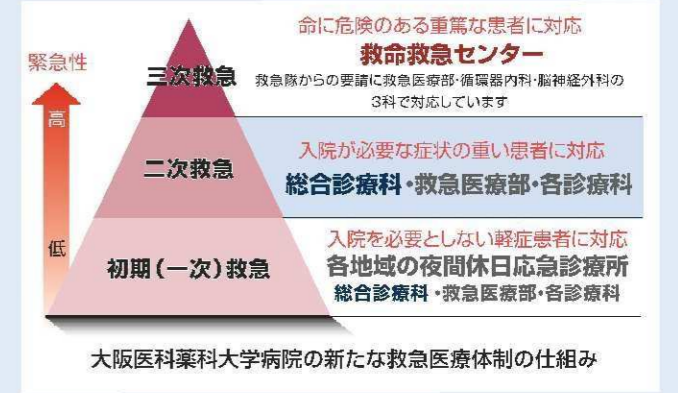 命に危険のある重篤な患者に対応
緊急性
救命救急センター
三次救急
救急隊からの要請に救急医療部・循環器内科・脳神経外科の
3科で対応しています
高
入院が必要な症状の重い患者に対応
二次救急
総合診療科・救急医療部・各診療科
入院を必要としない軽症患者に対応
低
初期(一次)救急
各地域の夜間休日応急診療所
総合診療科・救急医療部・各診療科
大阪医科薬科大学病院の新たな救急医療体制の仕組み